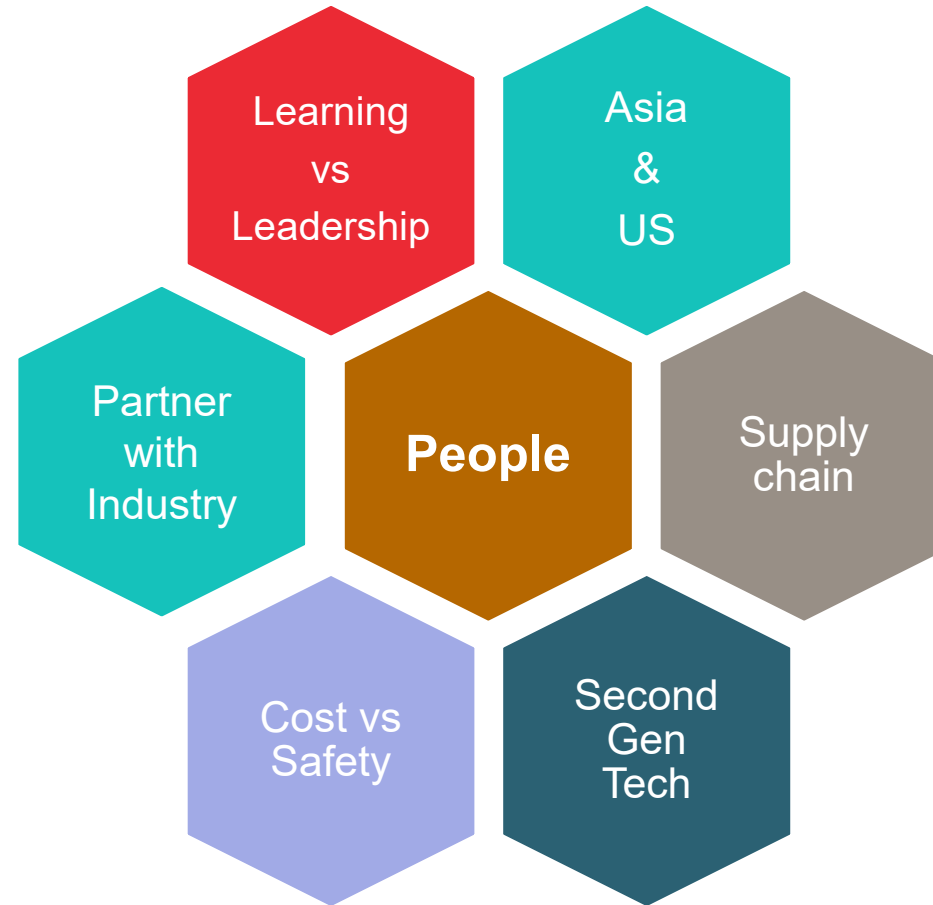 Learning
vs
Leadership
Asia
&
US
Partner
with
Industry
People
Supply
chain
Cost vs
Safety
Second
Gen
Tech